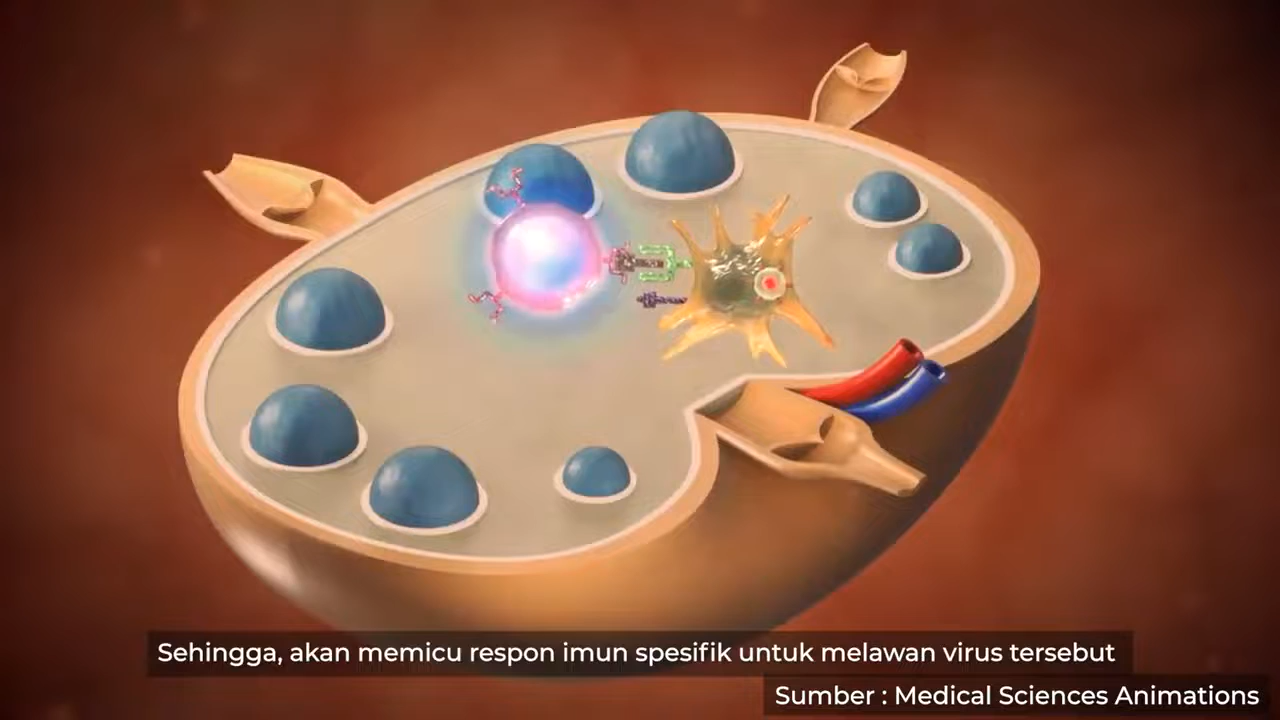 Sehingga, akan memicu respon imun spesifik untuk melawan virus tersebut
Sumber : Medical Sciences Animations